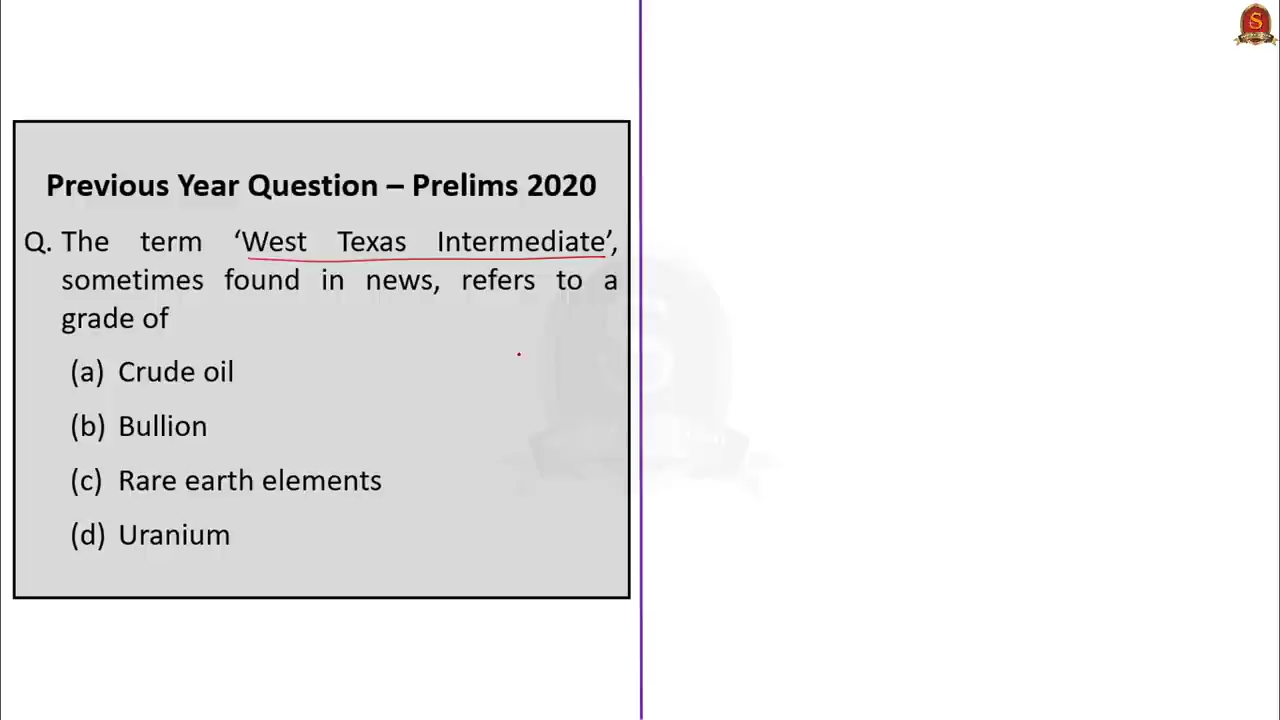 S
Previous Year Question – Prelims 2020
Q. The term ‘West Texas Intermediate’,
sometimes found in news, refers to a
grade of
(a) Crude oil
(b) Bullion
(c) Rare earth elements
(d) Uranium